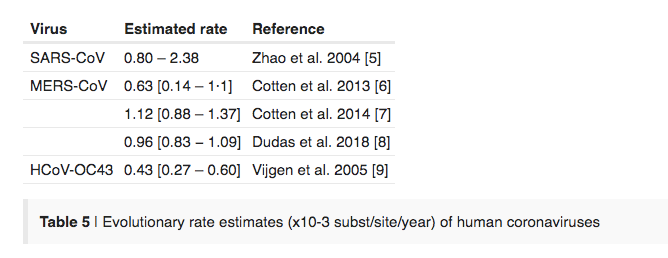 Virus Estimated rate Reference
SARS-CoV 0.80 – 2.38 Zhao et al. 2004 [5]
MERS-CoV 0.63 [0.14 – 1·1] Cotten et al. 2013 [6]
1.12 [0.88 – 1.37] Cotten et al. 2014 [7]
0.96 [0.83 – 1.09] Dudas et al. 2018 [8]
HCoV-OC43 0.43 [0.27 – 0.60] Vijgen et al. 2005 [9]
Table 5 | Evolutionary rate estimates (x10-3 subst/site/year) of human coronaviruses